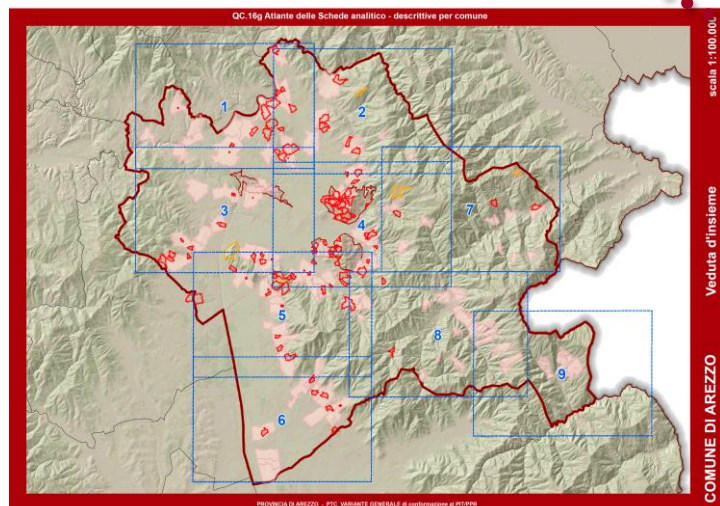 QC.16g Atlante delle Schede analitico - descrittive per comune
scala 1:100.000
1
2
3
4
7
5
8
9
6
Veduta d'insieme
COMUNE DI AREZZO
PROVINCIA DI AREZZO - PTC VARIANTE GENERALE di conformazione al PIT/PPR